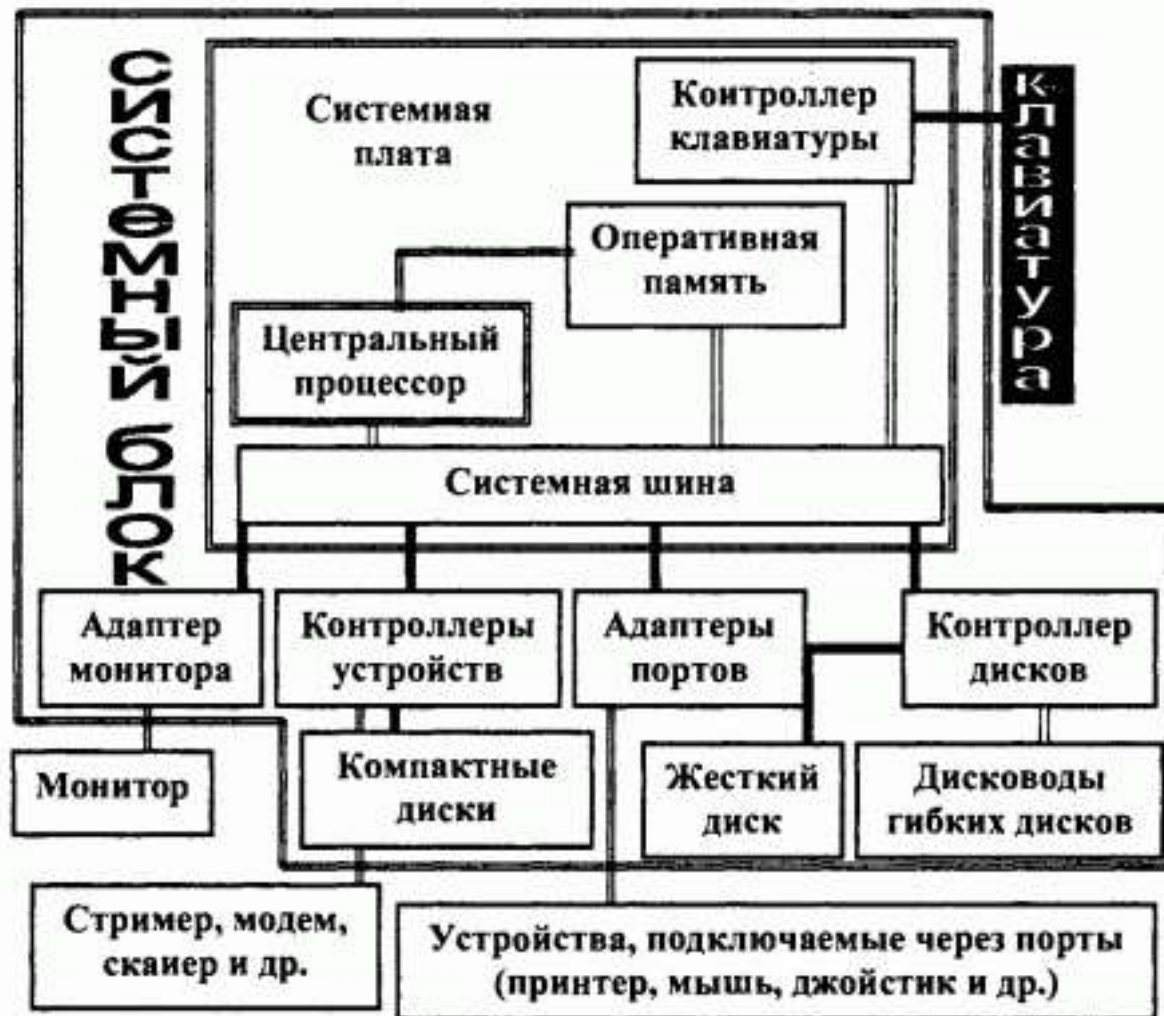 системный блок
Системная
плата
Контроллер
клавиатуры
клавиатура
Оперативная
память
Центральный
процессор
Системная шина
Адаптер
монитора
Контроллеры
устройств
Адаптеры
портов
Контроллер
дисков
Монитор
Компактные
диски
Жесткий
диск
Дисководы
гибких дисков
Стример, модем,
сканер и др.
Устройства, подключаемые через порты
(принтер, мышь, джойстик и др.)